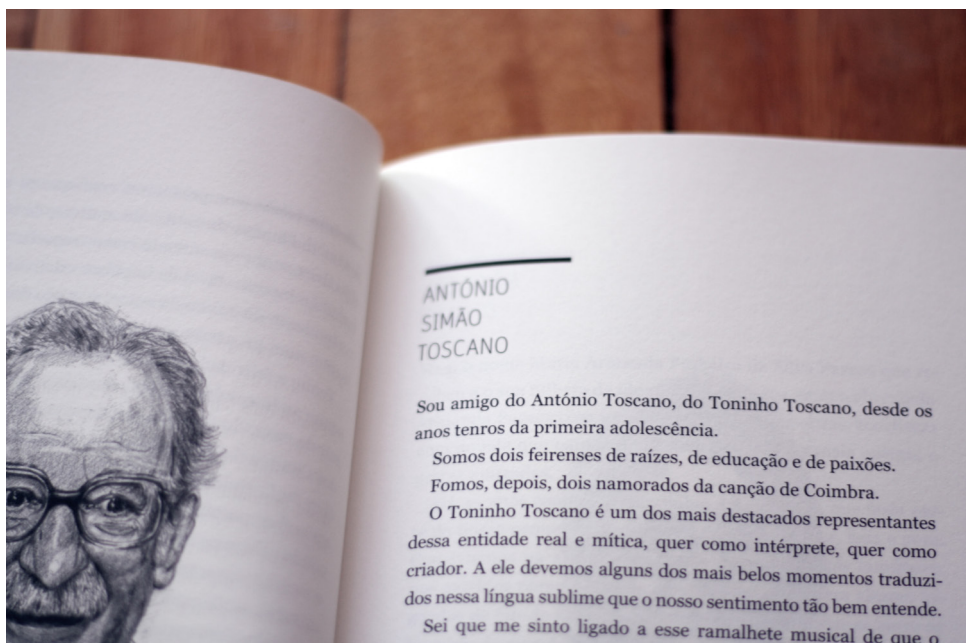 ANTÓNIO
SIMÃO
TOSCANO
Sou amigo do António Toscano, do Toninho Toscano, desde os
anos tenros da primeira adolescência.
Somos dois feirenses de raízes, de educação e de paixões.
Fomos, depois, dois namorados da canção de Coimbra.
O Toninho Toscano é um dos mais destacados representantes
dessa entidade real e mítica, quer como intérprete, quer como
criador. A ele devemos alguns dos mais belos momentos traduzi-
dos nessa língua sublime que o nosso sentimento tão bem entende.
Sei que me sinto ligado a esse ramalhete musical de que o